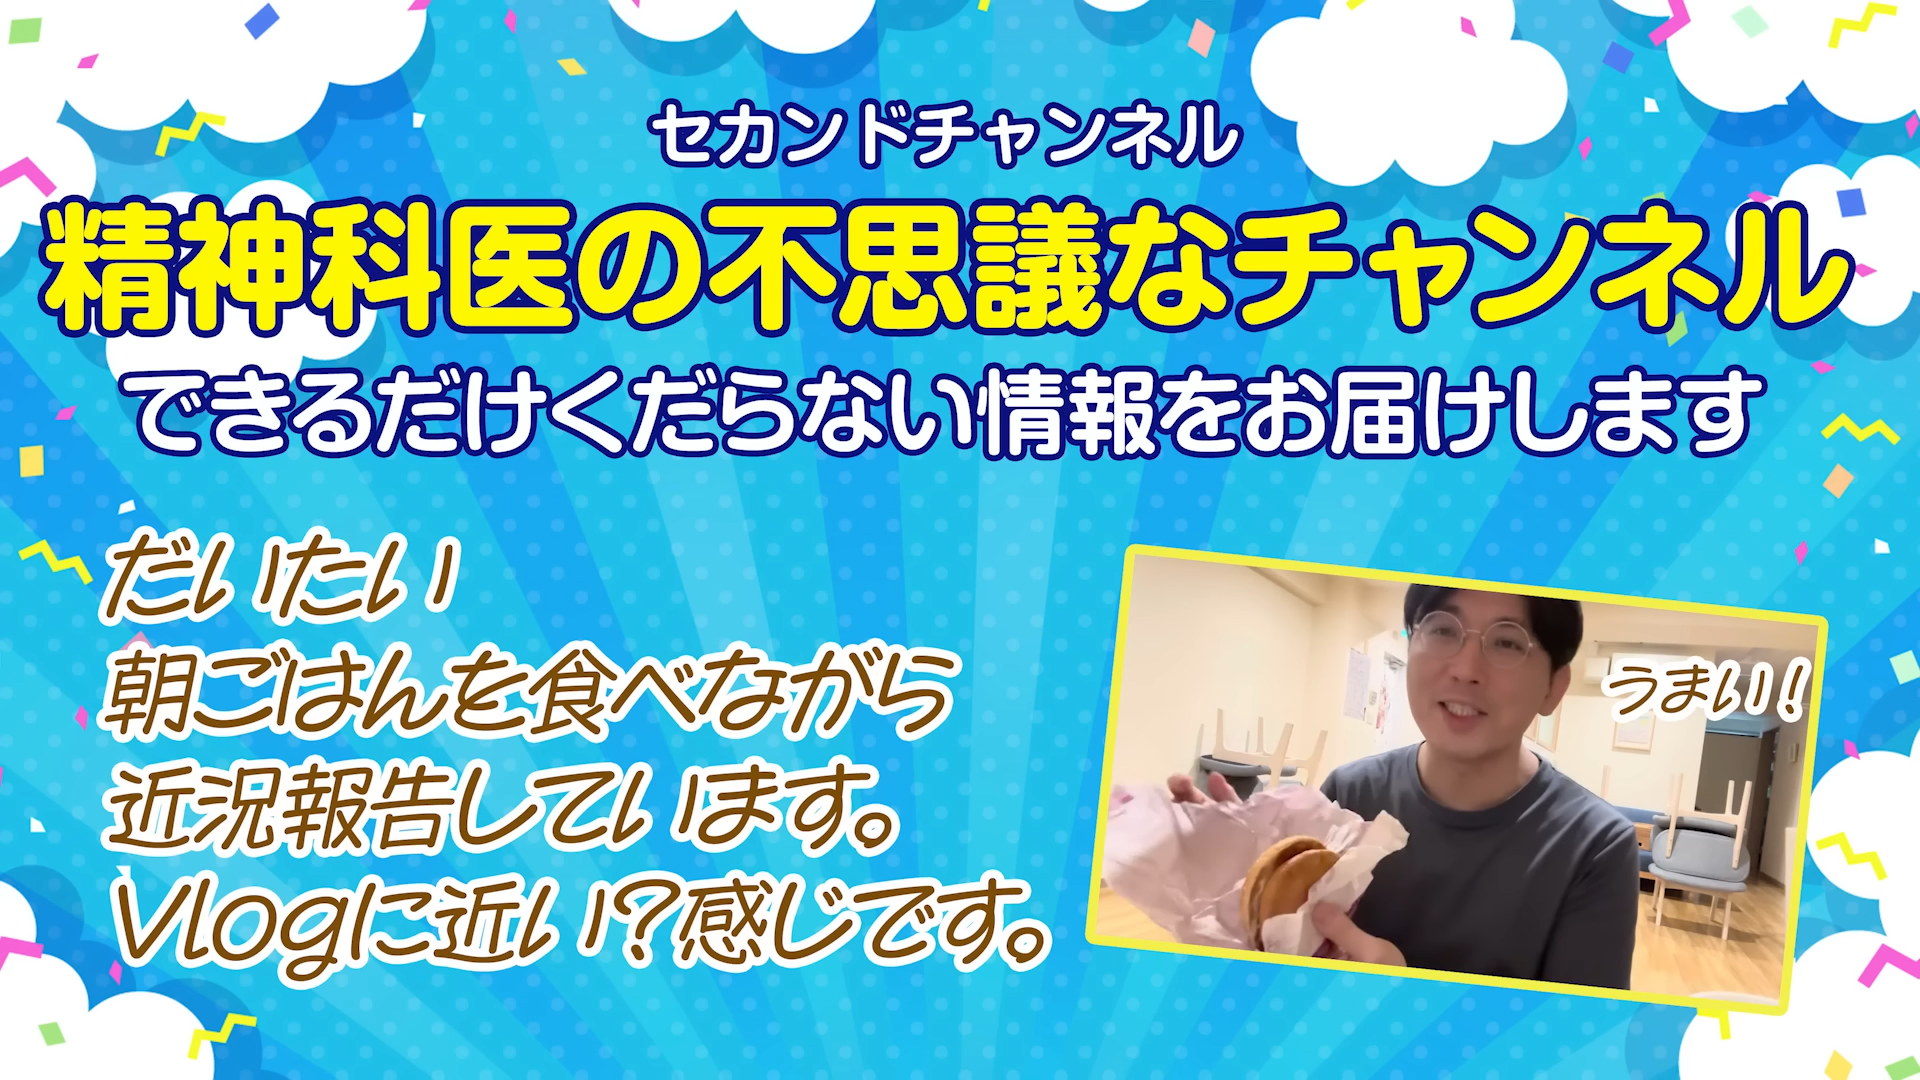 セカンドチャンネル
精神科医の不思議なチャンネル
できるだけくだらない情報をお届けします
だいたい
朝ごはんを食べながら
近況報告しています。
Vlogに近い?感じです。
うまい!